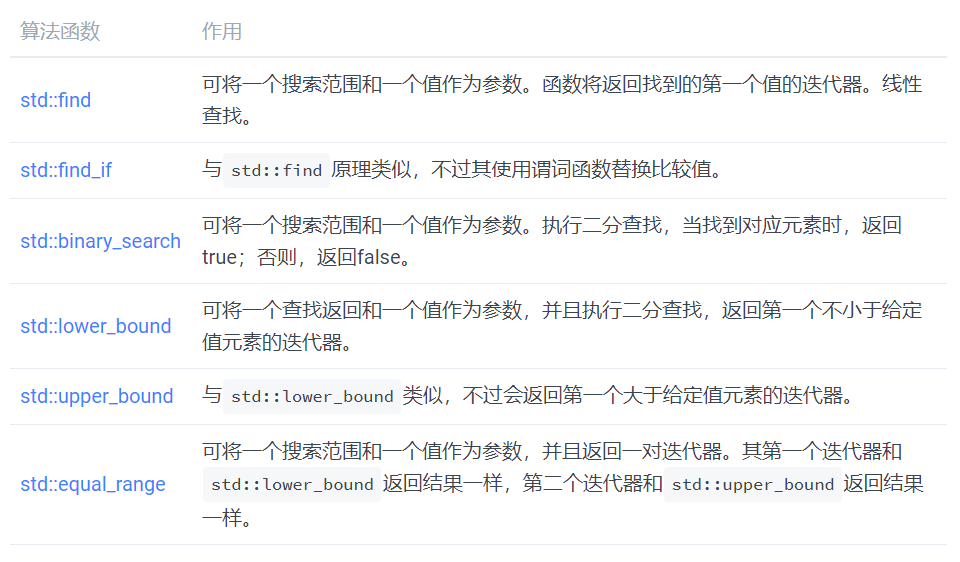 算法函数 作用
可将一个搜索范围和一个值作为参数。函数将返回找到的第一个值的迭代器。线性
std::find
查找。
std::find_if 与 std::find 原理类似，不过其使用谓词函数替换比较值。
可将一个搜索范围和一个值作为参数。执行二分查找，当找到对应元素时，返回
std::binary_search
true；否则，返回false。
可将一个查找返回和一个值作为参数，并且执行二分查找，返回第一个不小于给定
std::lower_bound
值元素的迭代器。
std::upper_bound 与 std::lower_bound 类似，不过会返回第一个大于给定值元素的迭代器。
可将一个搜索范围和一个值作为参数，并且返回一对迭代器。其第一个迭代器和
std::equal_range std::lower_bound 返回结果一样，第二个迭代器和 std::upper_bound 返回结果
一样。